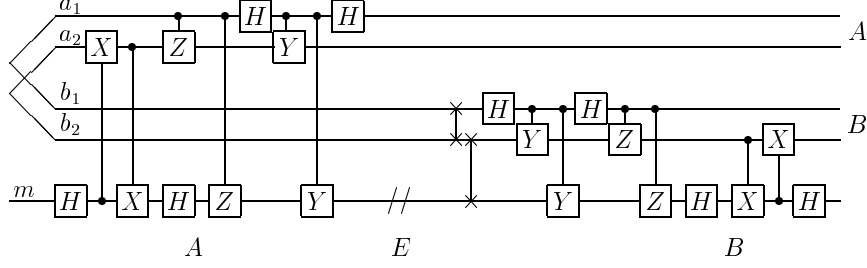 a₁ H H
a₂ X Z Y A
b₁ H H
b₂ Y Z X B
m H X H Z Y Y Z H X H
A E B